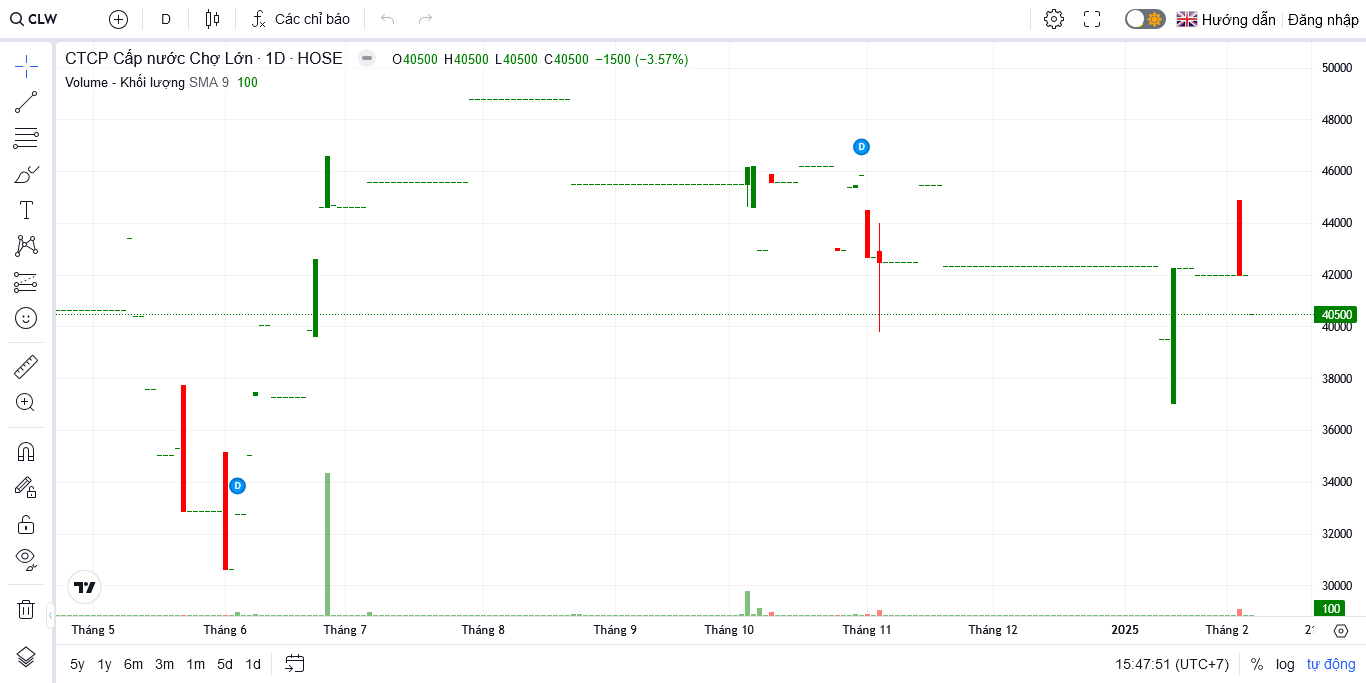 CLW D Các chỉ báo Hướng dẫn Đăng nhập
CTCP Cấp nước Chợ Lớn · 1D · HOSE O40500 H40500 L40500 C40500 −1500 (−3.57%)
Volume - Khối lượng SMA 9 100
50000
48000
46000
44000
42000
40500
40000
38000
36000
34000
32000
30000
100
D
D
Tháng 5 Tháng 6 Tháng 7 Tháng 8 Tháng 9 Tháng 10 Tháng 11 Tháng 12 2025 Tháng 2
5y 1y 6m 3m 1m 5d 1d 15:47:51 (UTC+7) % log tự động